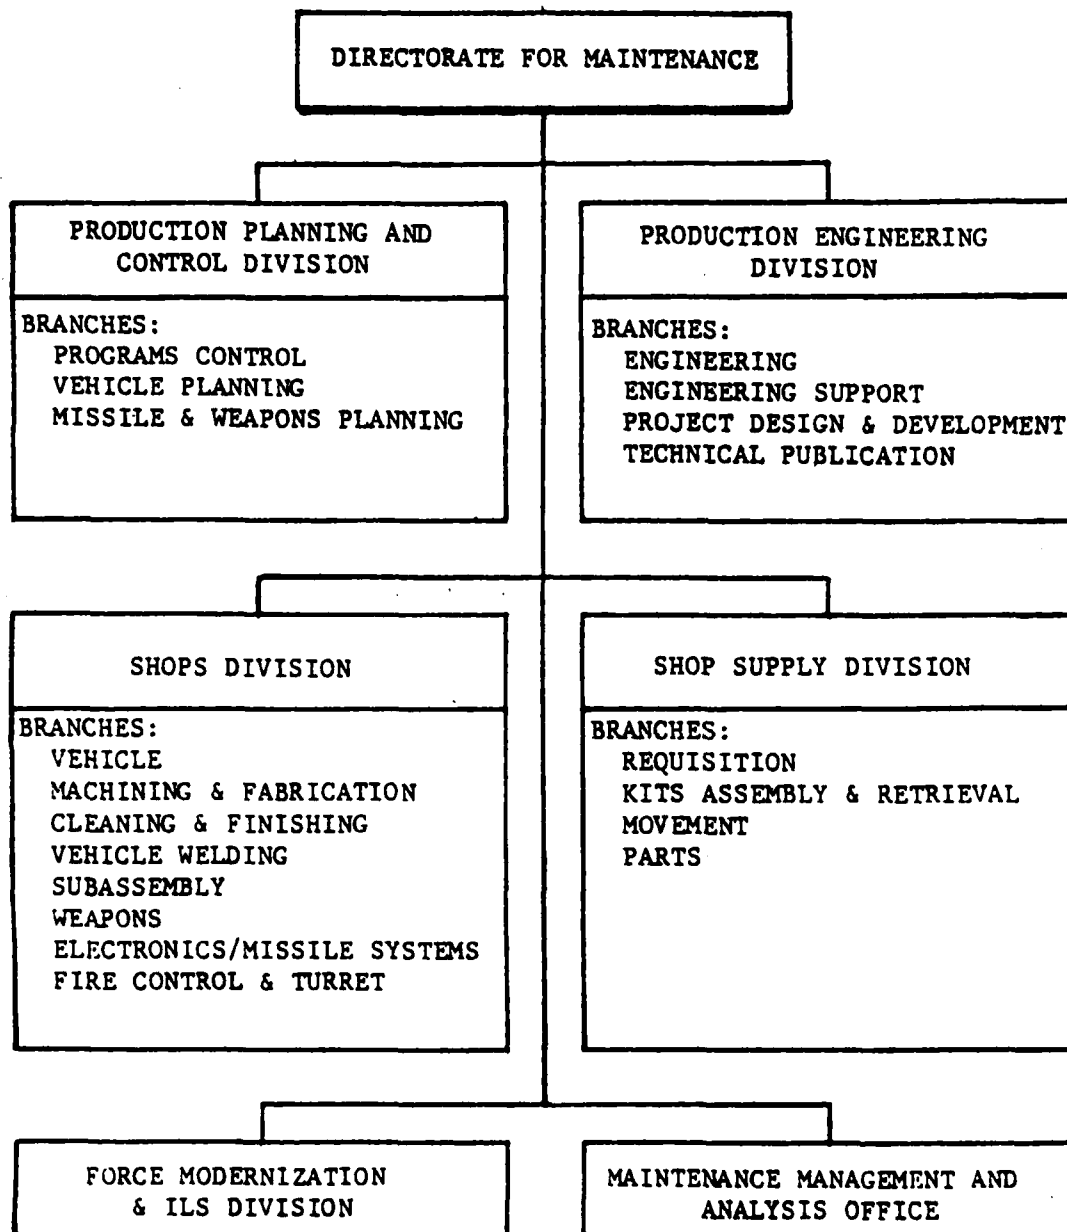 DIRECTORATE FOR MAINTENANCE
PRODUCTION PLANNING AND
CONTROL DIVISION
BRANCHES:
PROGRAMS CONTROL
VEHICLE PLANNING
MISSILE & WEAPONS PLANNING
PRODUCTION ENGINEERING
DIVISION
BRANCHES:
ENGINEERING
ENGINEERING SUPPORT
PROJECT DESIGN & DEVELOPMENT
TECHNICAL PUBLICATION
SHOPS DIVISION
BRANCHES:
VEHICLE
MACHINING & FABRICATION
CLEANING & FINISHING
VEHICLE WELDING
SUBASSEMBLY
WEAPONS
ELECTRONICS/MISSILE SYSTEMS
FIRE CONTROL & TURRET
SHOP SUPPLY DIVISION
BRANCHES:
REQUISITION
KITS ASSEMBLY & RETRIEVAL
MOVEMENT
PARTS
FORCE MODERNIZATION
& ILS DIVISION
MAINTENANCE MANAGEMENT AND
ANALYSIS OFFICE